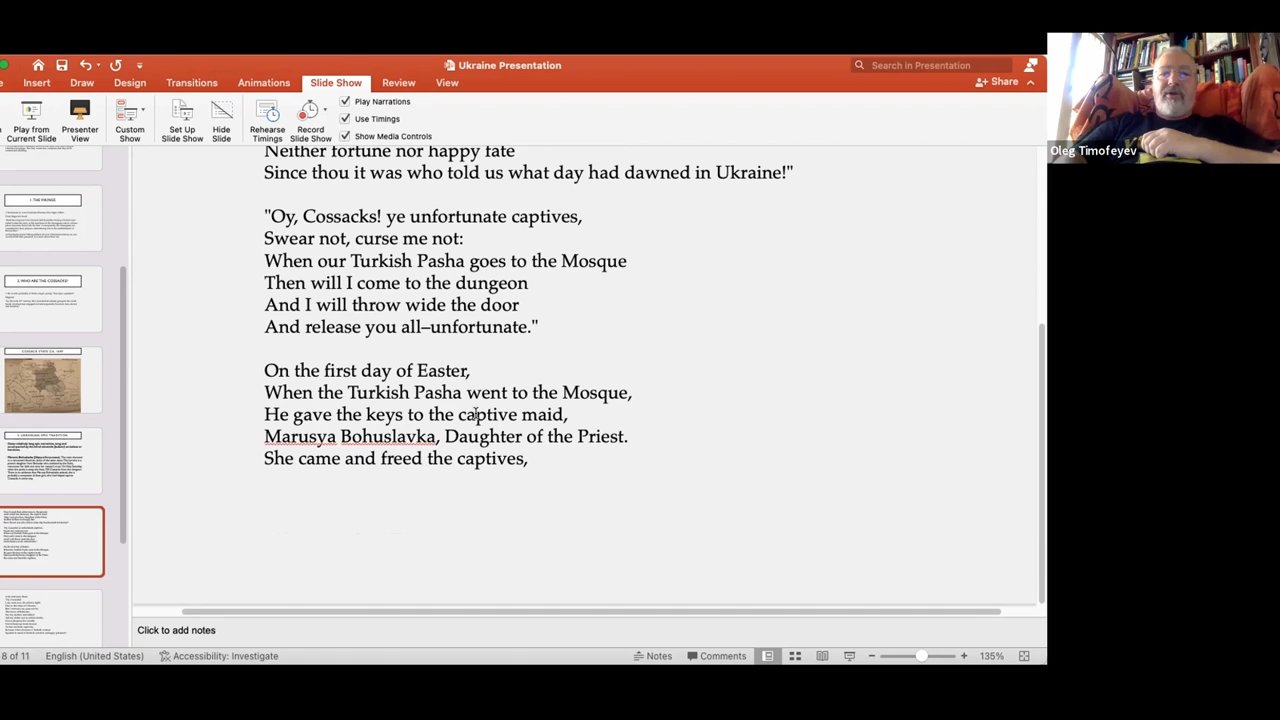 Ukraine Presentation
Search in Presentation
Insert Draw Design Transitions Animations Slide Show Review View
Share
Play from Current Slide
Presenter View
Custom Show
Set Up Slide Show
Hide Slide
Rehearse Timings
Record Slide Show
Play Narrations
Use Timings
Show Media Controls
Oleg Timofeyev
Neither fortune nor happy fate
Since thou it was who told us what day had dawned in Ukraine!"
"Oy, Cossacks! ye unfortunate captives,
Swear not, curse me not:
When our Turkish Pasha goes to the Mosque
Then will I come to the dungeon
And I will throw wide the door
And release you all–unfortunate."
On the first day of Easter,
When the Turkish Pasha went to the Mosque,
He gave the keys to the captive maid,
Marusya Bohuslavka, Daughter of the Priest.
She came and freed the captives,
Click to add notes
8 of 11 English (United States) Accessibility: Investigate Notes Comments 135%